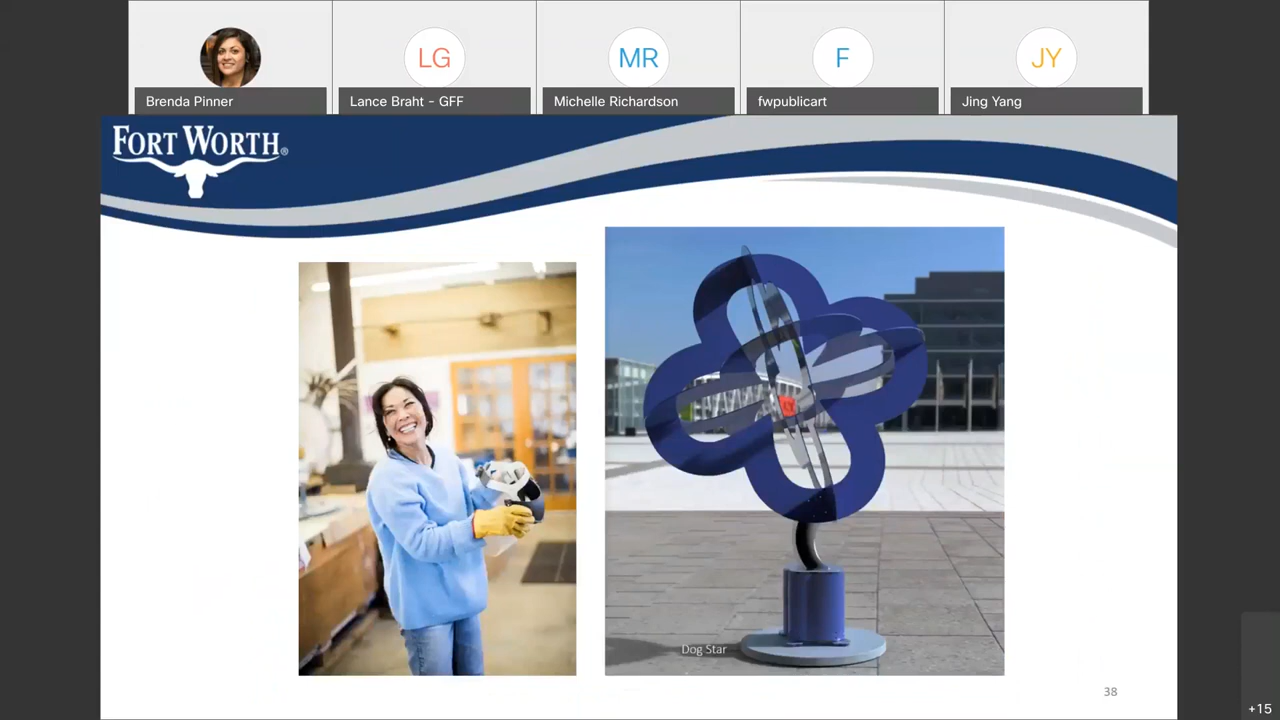 LG
MR
F
JY
Brenda Pinner
Lance Braht - GFF
Michelle Richardson
fwpublicart
Jing Yang
FORT WORTH®
Dog Star
38
+15